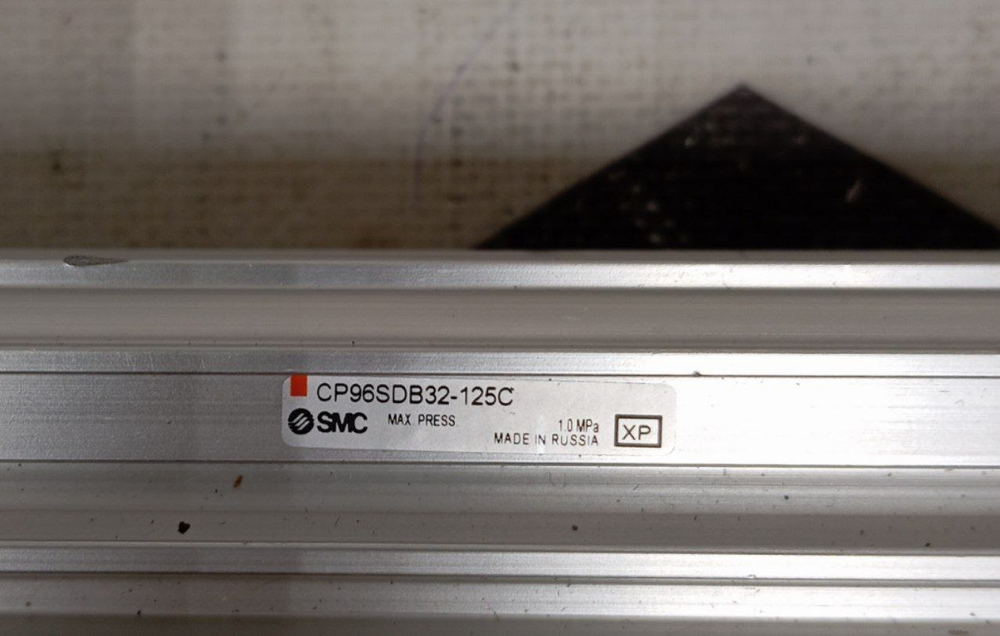 CP96SDB32-125C
SMC MAX. PRESS. 1.0 MPa
MADE IN RUSSIA XP